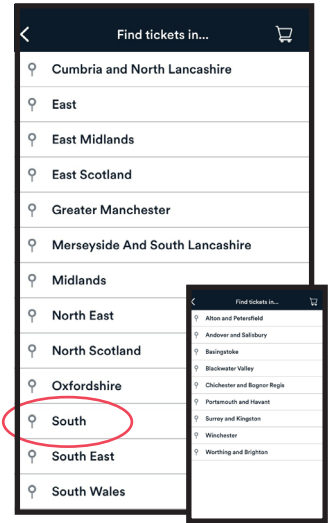 Find tickets in...
Cumbria and North Lancashire
East
East Midlands
East Scotland
Greater Manchester
Merseyside And South Lancashire
Midlands
North East
North Scotland
Oxfordshire
South
South East
South Wales
Find tickets in...
Alton and Petersfield
Andover and Salisbury
Basingstoke
Blackwater Valley
Chichester and Bognor Regis
Portsmouth and Havant
Surrey and Kingston
Winchester
Worthing and Brighton